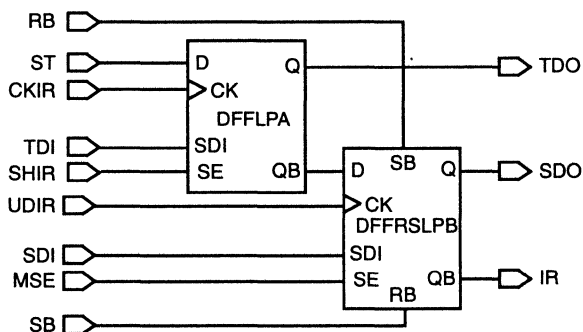 RB
ST
D
Q
TDO
CKIR
CK
DFFLPA
TDI
SDI
SHIR
SE
QB
D
SB
Q
SDO
UDIR
CK
DFFRSLPB
SDI
SDI
MSE
SE
QB
IR
RB
SB